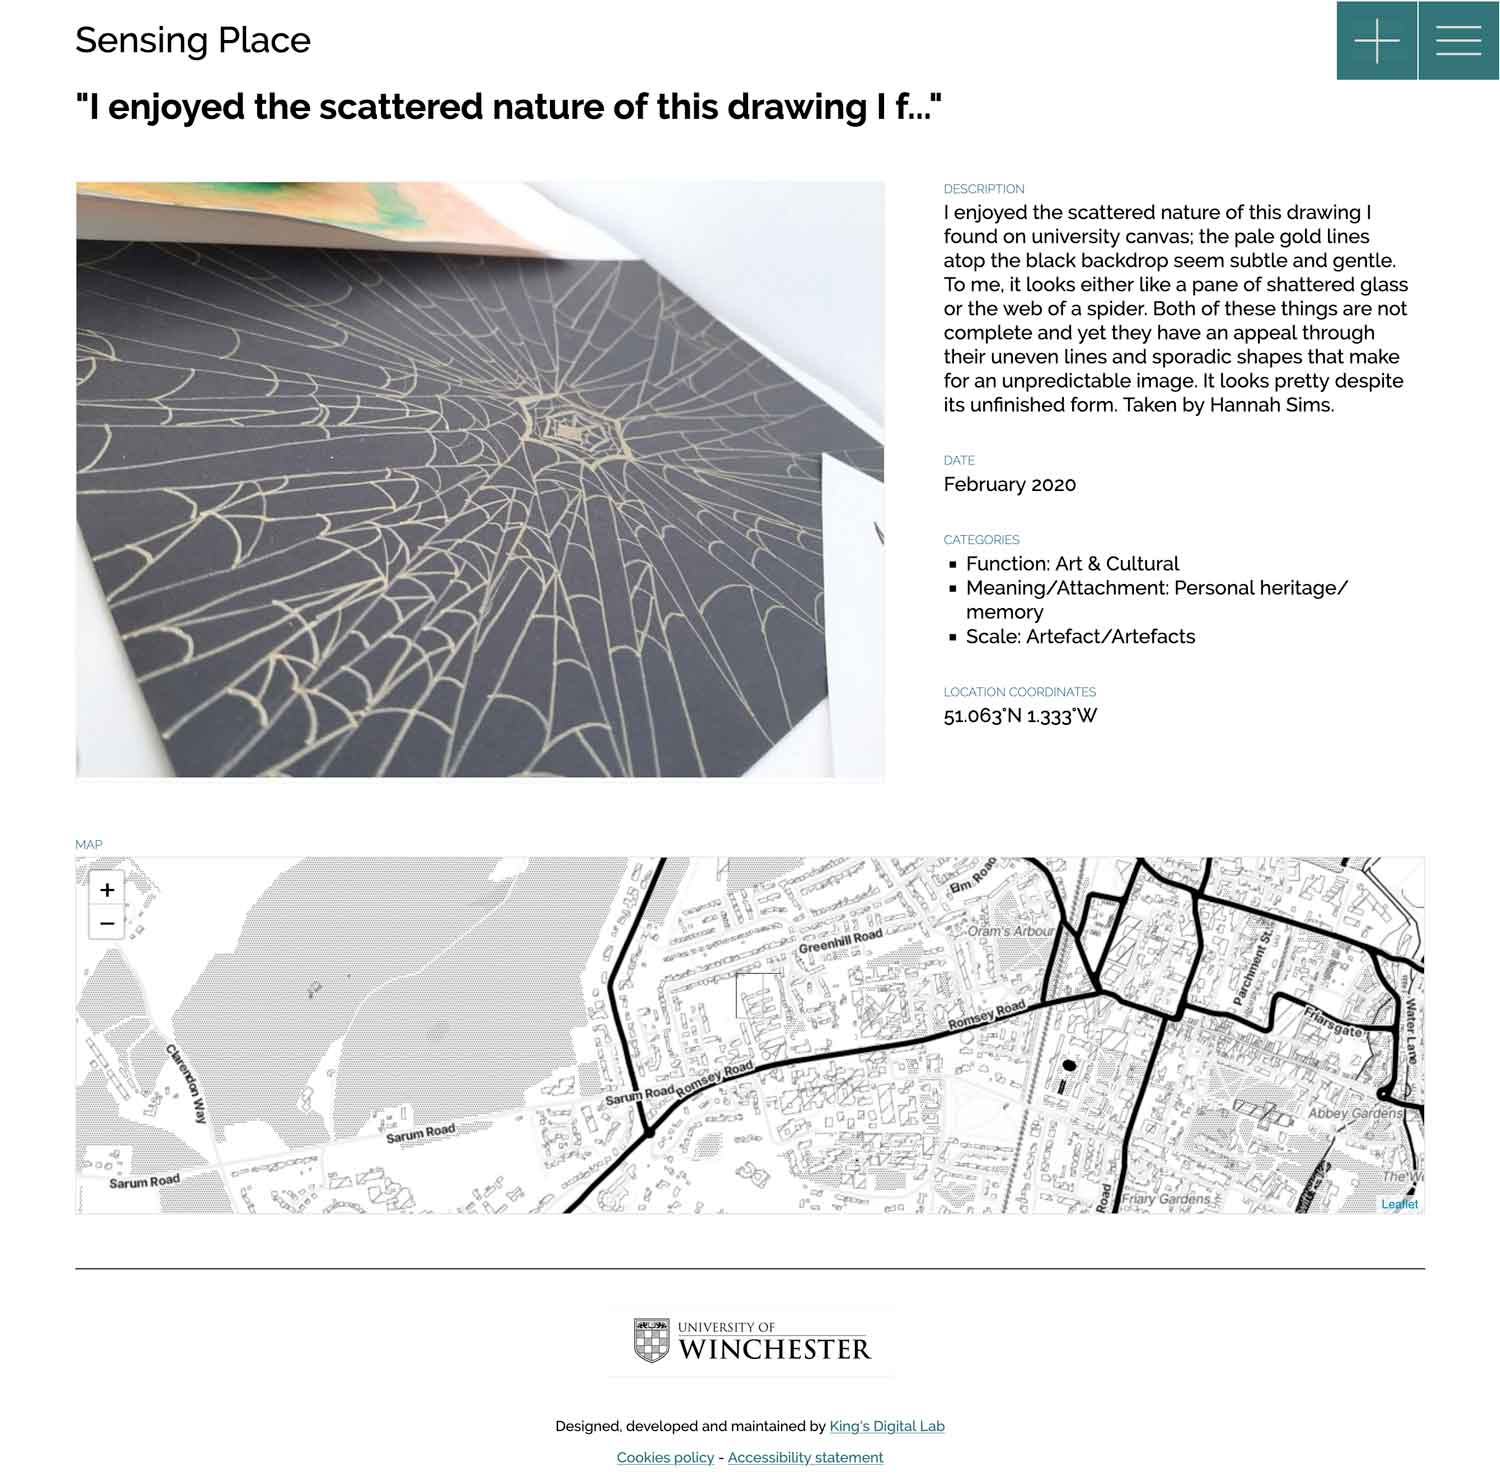 Sensing Place
"I enjoyed the scattered nature of this drawing I f..."
DESCRIPTION
I enjoyed the scattered nature of this drawing I
found on university canvas; the pale gold lines
atop the black backdrop seem subtle and gentle.
To me, it looks either like a pane of shattered glass
or the web of a spider. Both of these things are not
complete and yet they have an appeal through
their uneven lines and sporadic shapes that make
for an unpredictable image. It looks pretty despite
its unfinished form. Taken by Hannah Sims.
DATE
February 2020
CATEGORIES
▪ Function: Art & Cultural
▪ Meaning/Attachment: Personal heritage/
memory
▪ Scale: Artefact/Artefacts
LOCATION COORDINATES
51.063°N 1.333°W
MAP
+
−
Elm Road
Oram's Arbour
Greenhill Road
Parchment St.
Romsey Road
Friarsgate
Water Lane
Clarendon Way
Sarum Road
Romsey Road
Sarum Road
Abbey Gardens
Sarum Road
The We
Friary Gardens
Road
Leaflet
UNIVERSITY OF
WINCHESTER
Designed, developed and maintained by King's Digital Lab
Cookies policy - Accessibility statement